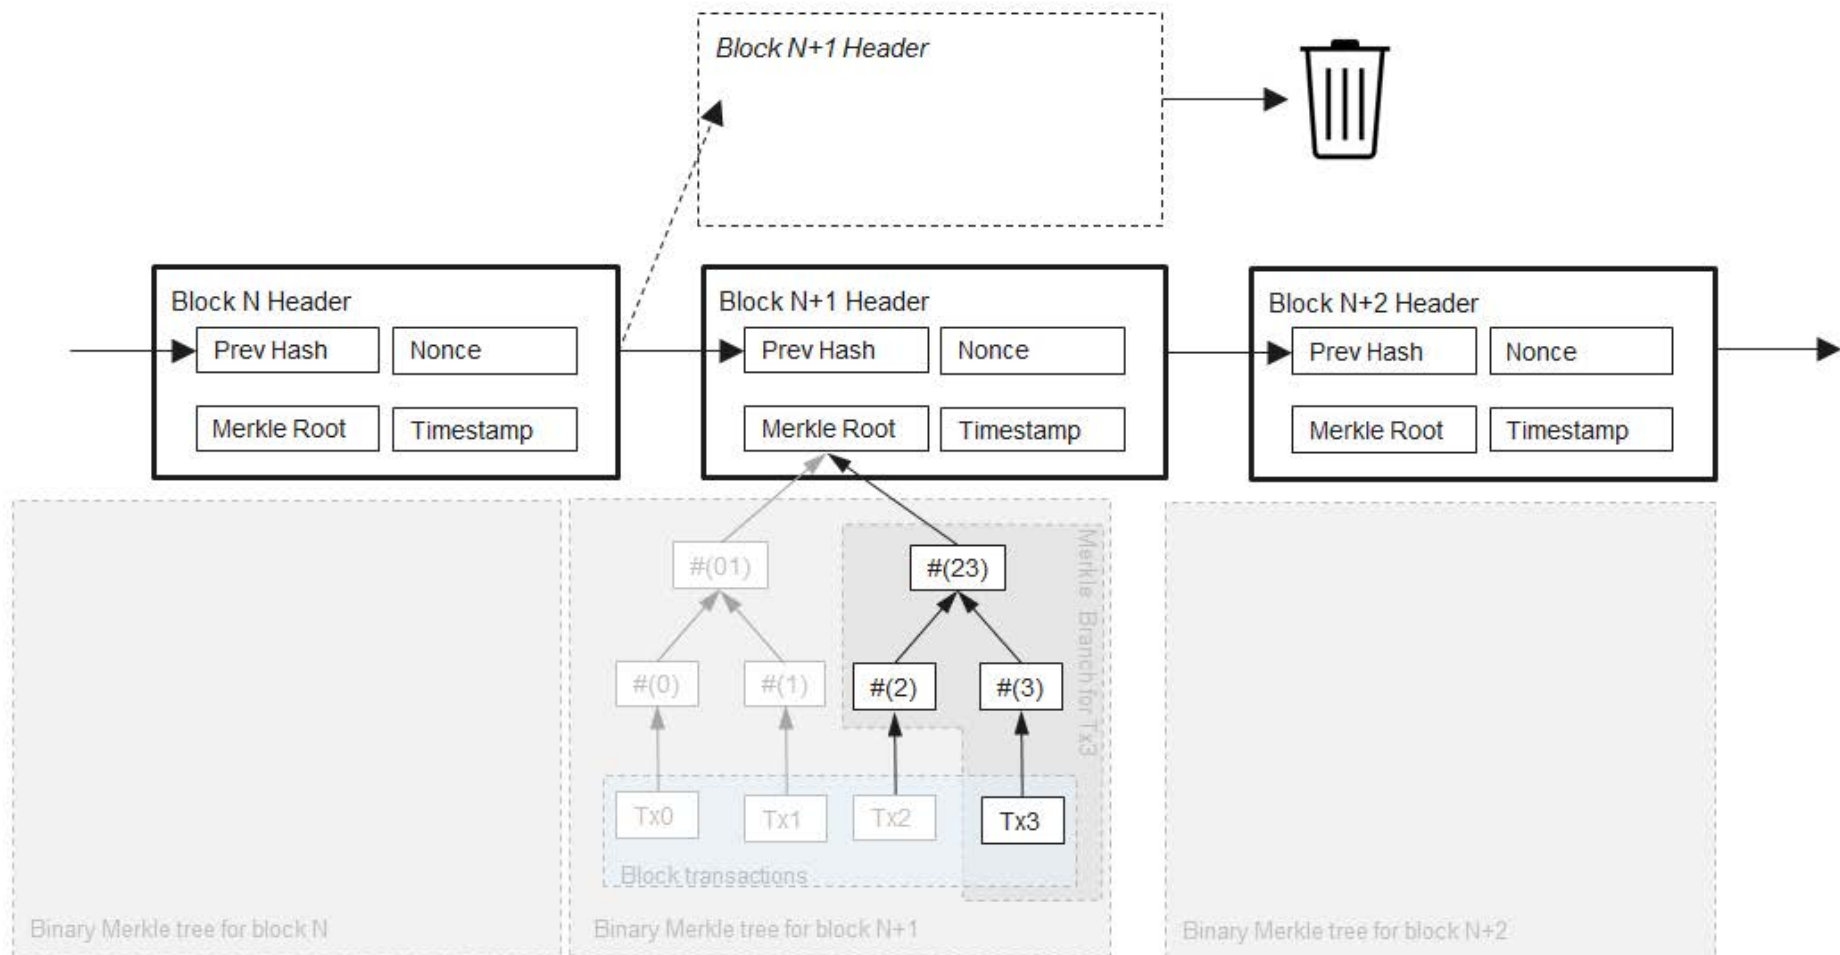 Block N+1 Header
Block N Header
Prev Hash
Nonce
Merkle Root
Timestamp
Block N+1 Header
Prev Hash
Nonce
Merkle Root
Timestamp
Block N+2 Header
Prev Hash
Nonce
Merkle Root
Timestamp
#(01)
#(23)
#(0)
#(1)
#(2)
#(3)
Tx0
Tx1
Tx2
Tx3
Block transactions
Merkle Branch for Tx3
Binary Merkle tree for block N
Binary Merkle tree for block N+1
Binary Merkle tree for block N+2